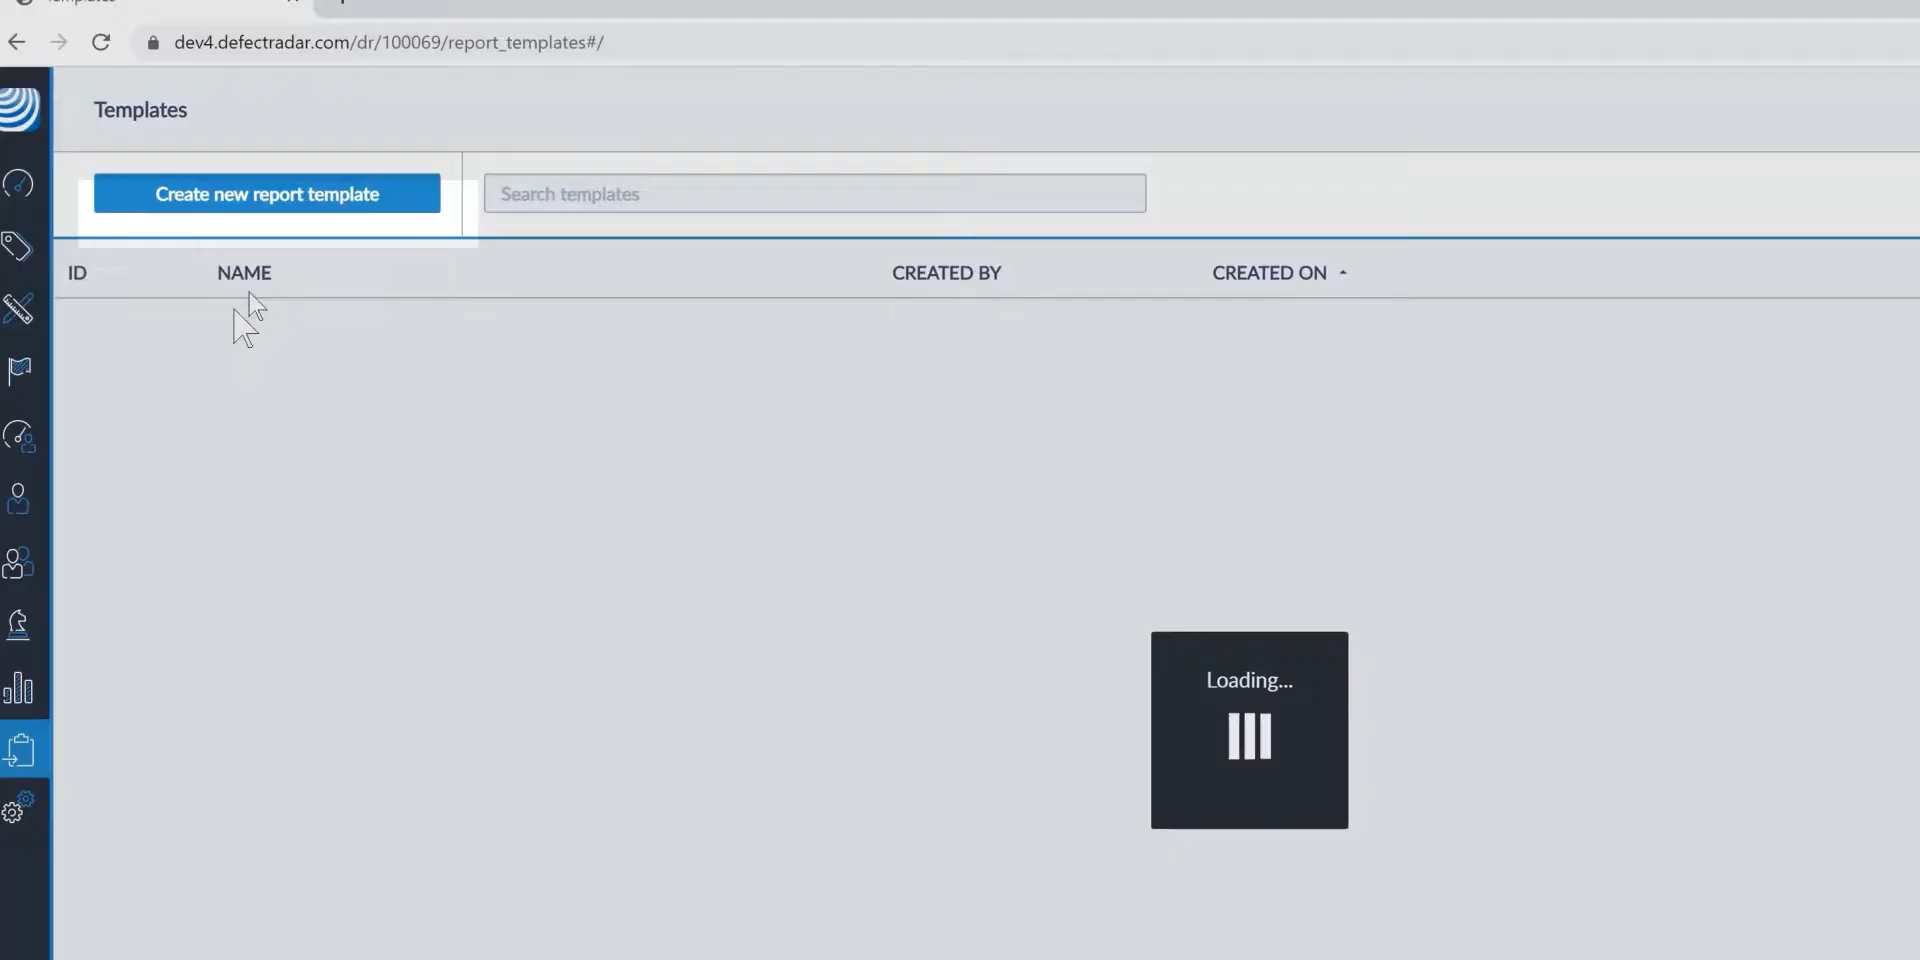 Templates
dev4.defectradar.com/dr/100069/report_templates#/
Templates
Create new report template
Search templates
ID NAME CREATED BY CREATED ON
Loading...